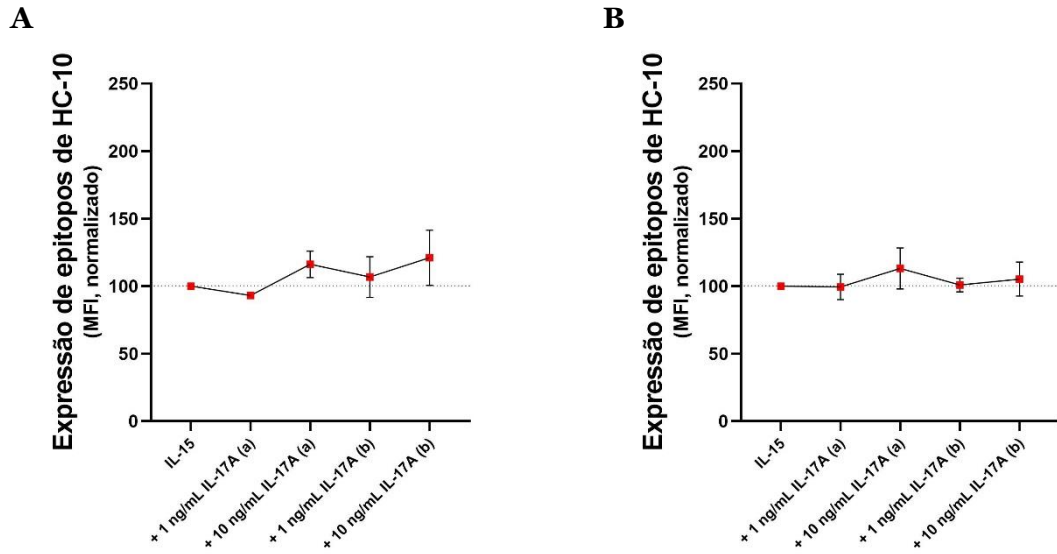 A
Expressão de epitopos de HC-10
(MFI, normalizado)
250
200
150
100
50
0
IL-15
+ 1 ng/mL IL-17A (a)
+ 10 ng/mL IL-17A (a)
+ 1 ng/mL IL-17A (b)
+ 10 ng/mL IL-17A (b)
B
Expressão de epitopos de HC-10
(MFI, normalizado)
250
200
150
100
50
0
IL-15
+ 1 ng/mL IL-17A (a)
+ 10 ng/mL IL-17A (a)
+ 1 ng/mL IL-17A (b)
+ 10 ng/mL IL-17A (b)